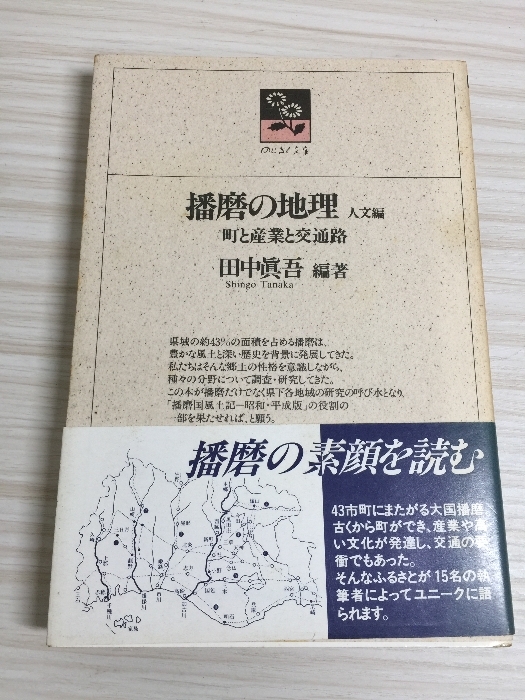 のじぎく文庫
播磨の地理 人文編
町と産業と交通路
田中眞吾 編著
Shingo Tanaka
県域の約43%の面積を占める播磨は、
豊かな風土と深い歴史を背景に発展してきた。
私たちはそんな郷土の性格を意識しながら、
種々の分野について調査・研究してきた。
この本が播磨だけでなく県下各地域の研究の呼び水となり、
「播磨国風土記―昭和・平成版」の役割の
一部を果たせれば、と願う。
播磨の素顔を読む
43市町にまたがる大国播磨。
古くから町ができ、産業や高
い文化が発達し、交通の要
衝でもあった。
そんなふるさとが15名の執
筆者によってユニークに語
られます。